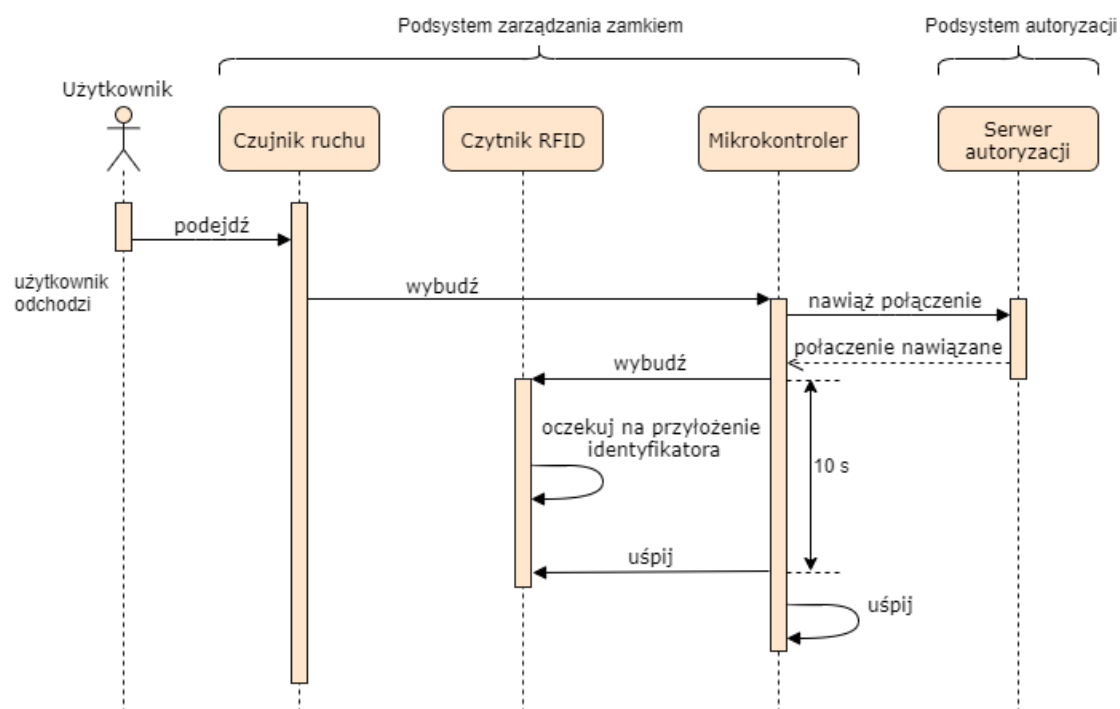 Podsystem zarządzania zamkiem
Podsystem autoryzacji
Użytkownik
Czujnik ruchu
Czytnik RFID
Mikrokontroler
Serwer
autoryzacji
podejdź
użytkownik
odchodzi
wybudź
nawiąż połączenie
połaczenie nawiązane
wybudź
oczekuj na przyłożenie
identyfikatora
10 s
uśpij
uśpij